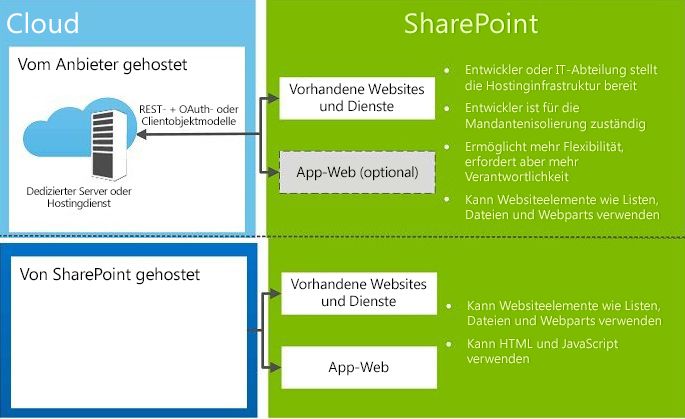 Cloud
SharePoint
Vom Anbieter gehostet
REST- + OAuth- oder
Clientobjektmodelle
Dedizierter Server oder
Hostingdienst
Vorhandene Websites
und Dienste
App-Web (optional)
• Entwickler oder IT-Abteilung stellt
die Hostinginfraktuktur bereit
• Entwickler ist für die
Mandantenisolierung zuständig
• Ermöglicht mehr Flexibilität,
erfordert aber mehr
Verantwortlichkeit
• Kann Websiteelemente wie Listen,
Dateien und Webparts verwenden
Von SharePoint gehostet
Vorhandene Websites
und Dienste
App-Web
• Kann Websiteelemente wie Listen,
Dateien und Webparts verwenden
• Kann HTML und JavaScript
verwenden